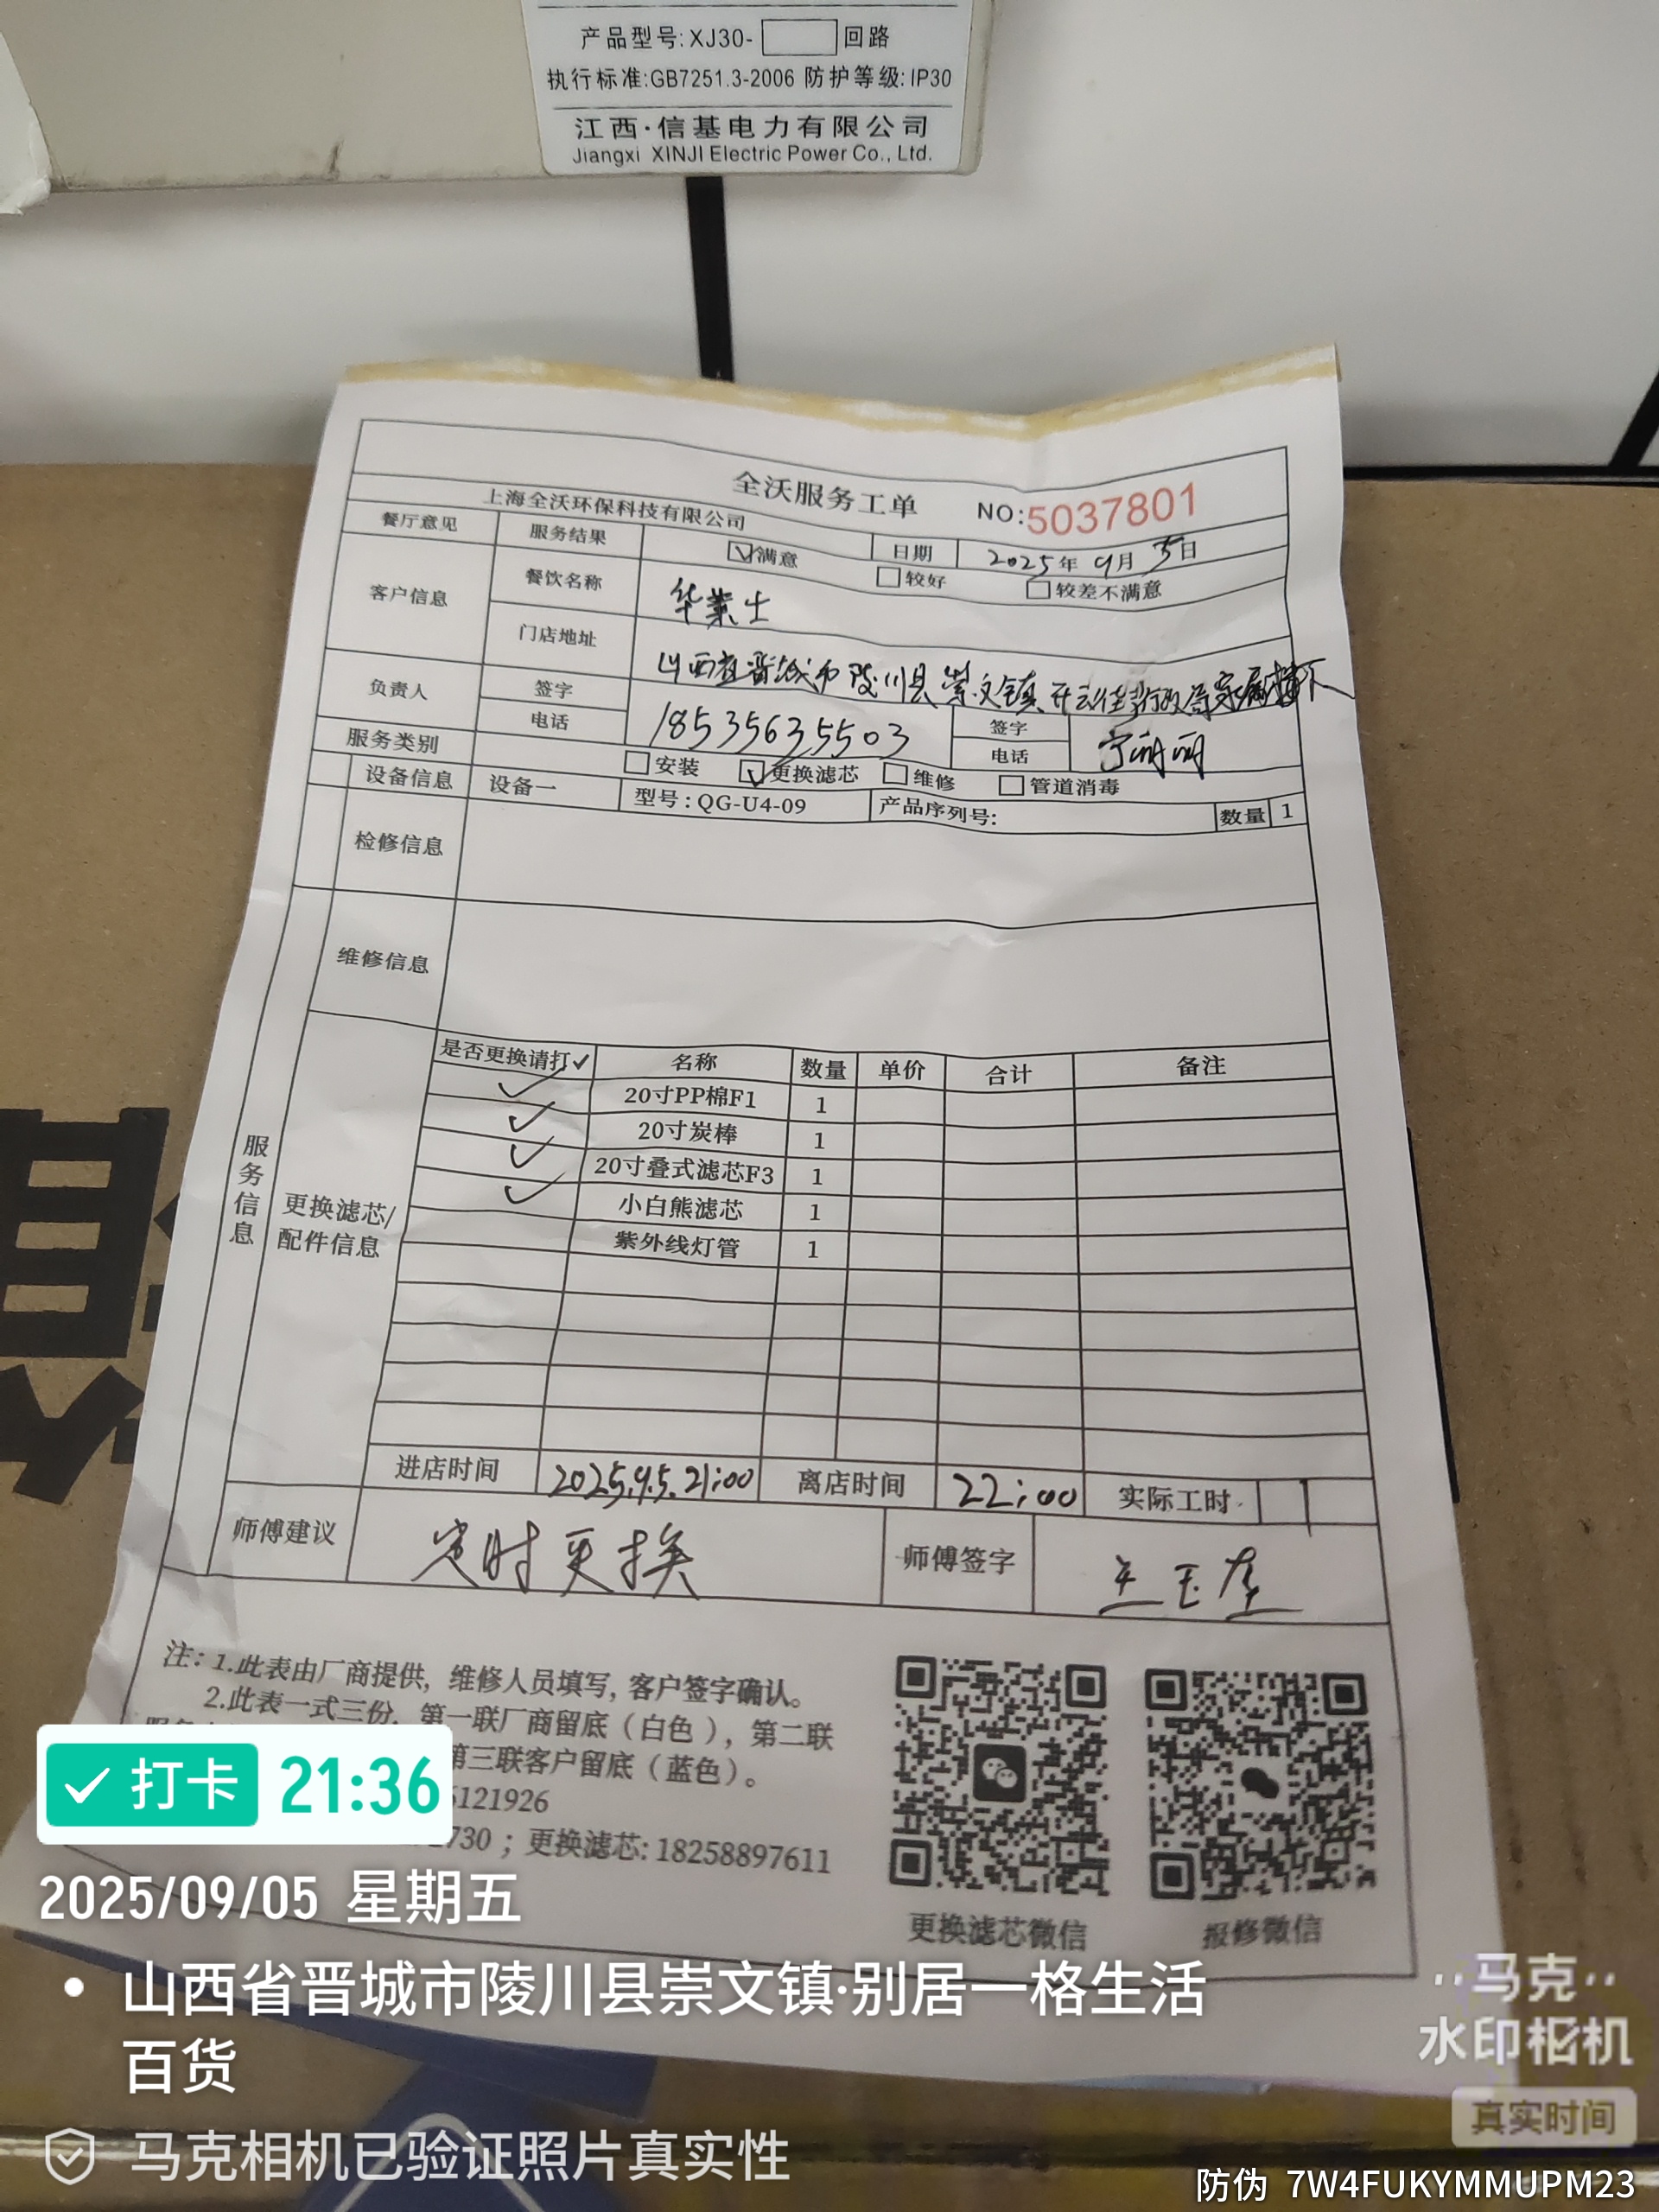 产品型号:XJ30- 回路
执行标准:GB7251.3-2006 防护等级:IP30
江西·信基电力有限公司
Jiangxi XINJI Electric Power Co., Ltd.
全沃服务工单 NO:5037801
上海全沃环保科技有限公司 日期 2025年 9月 5日
餐厅意见 服务结果 满意 较好 较差不满意
客户信息 餐饮名称 华莱士
门店地址 山西省晋城市陵川县崇文镇
负责人 签字 电话 18535635503 签字 电话
服务类别 安装 更换滤芯 维修 管道消毒
设备信息 设备一 型号:QG-U4-09 产品序列号: 数量 1
检修信息
维修信息
服务信息
更换滤芯/
配件信息
是否更换请打✓ 名称 数量 单价 合计 备注
✓ 20寸PP棉F1 1
✓ 20寸炭棒 1
✓ 20寸叠式滤芯F3 1
✓ 小白熊滤芯 1
紫外线灯管 1
进店时间 2025.9.5.21:00 离店时间 22:00 实际工时 1
师傅建议 定时更换 师傅签字
注:1.此表由厂商提供,维修人员填写,客户签字确认。
2.此表一式三份,第一联厂商留底(白色),第二联
第三联客户留底(蓝色)。
6121926
2730;更换滤芯:18258897611
更换滤芯微信 报修微信
打卡 21:36
2025/09/05 星期五
山西省晋城市陵川县崇文镇·别居一格生活
百货
马克相机已验证照片真实性
马克
水印相机
真实时间
防伪 7W4FUKYMMUPM23